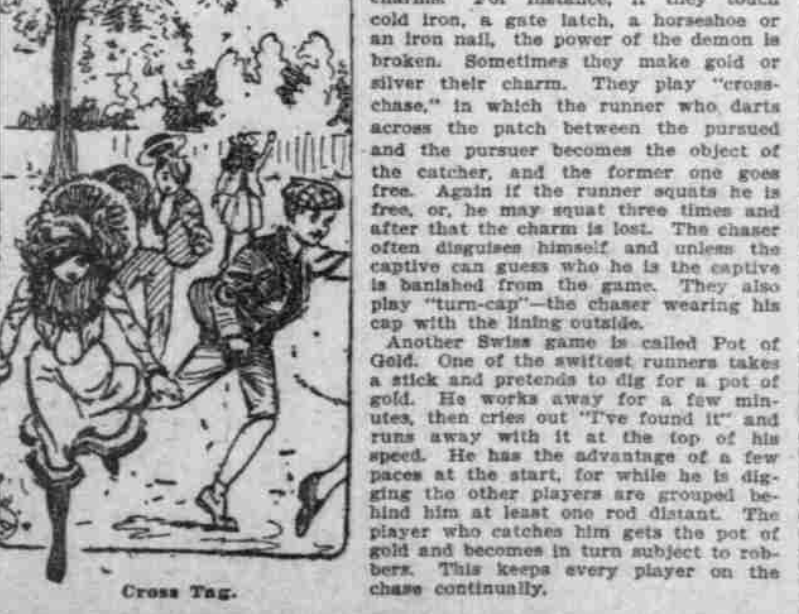 charms. For instance, if they touch
cold iron, a gate latch, a horseshoe or
an iron nail, the power of the demon is
broken. Sometimes they make gold or
silver their charm. They play "cross-
chase," in which the runner who darts
across the patch between the pursued
and the pursuer becomes the object of
the catcher, and the former one goes
free. Again if the runner squats he is
free, or, he may squat three times and
after that the charm is lost. The chaser
often disguises himself and unless the
captive can guess who he is the captive
is banished from the game. They also
play "turn-cap"—the chaser wearing his
cap with the lining outside.
Another Swiss game is called Pot of
Gold. One of the swiftest runners takes
a stick and pretends to dig for a pot of
gold. He works away for a few min-
utes, then cries out "I've found it" and
runs away with it at the top of his
speed. He has the advantage of a few
paces at the start, for while he is dig-
ging the other players are grouped be-
hind him at least one rod distant. The
player who catches him gets the pot of
gold and becomes in turn subject to rob-
bers. This keeps every player on the
chase continually.
Cross Tag.